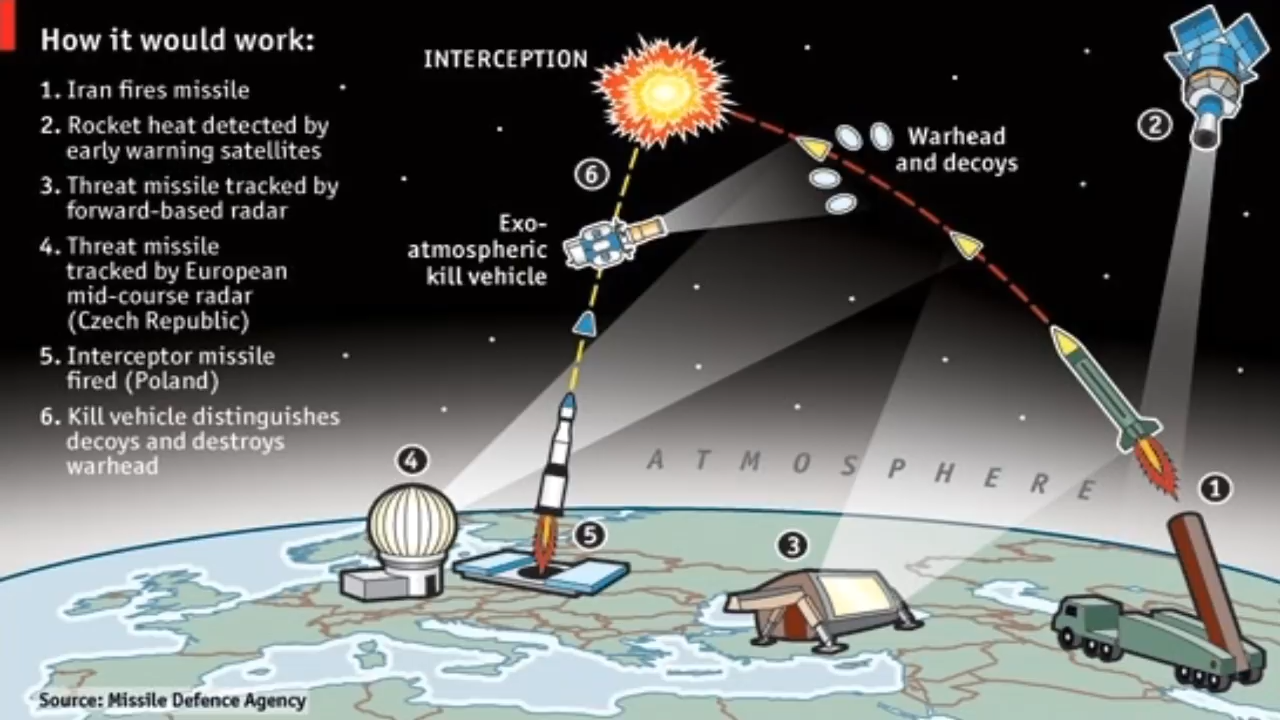 How it would work:
1. Iran fires missile
2. Rocket heat detected by
early warning satellites
3. Threat missile tracked by
forward-based radar
4. Threat missile
tracked by European
mid-course radar
(Czech Republic)
5. Interceptor missile
fired (Poland)
6. Kill vehicle distinguishes
decoys and destroys
warhead
INTERCEPTION
6
Exo-
atmospheric
kill vehicle
Warhead
and decoys
2
ATMOSPHERE
4
5
3
1
Source: Missile Defence Agency